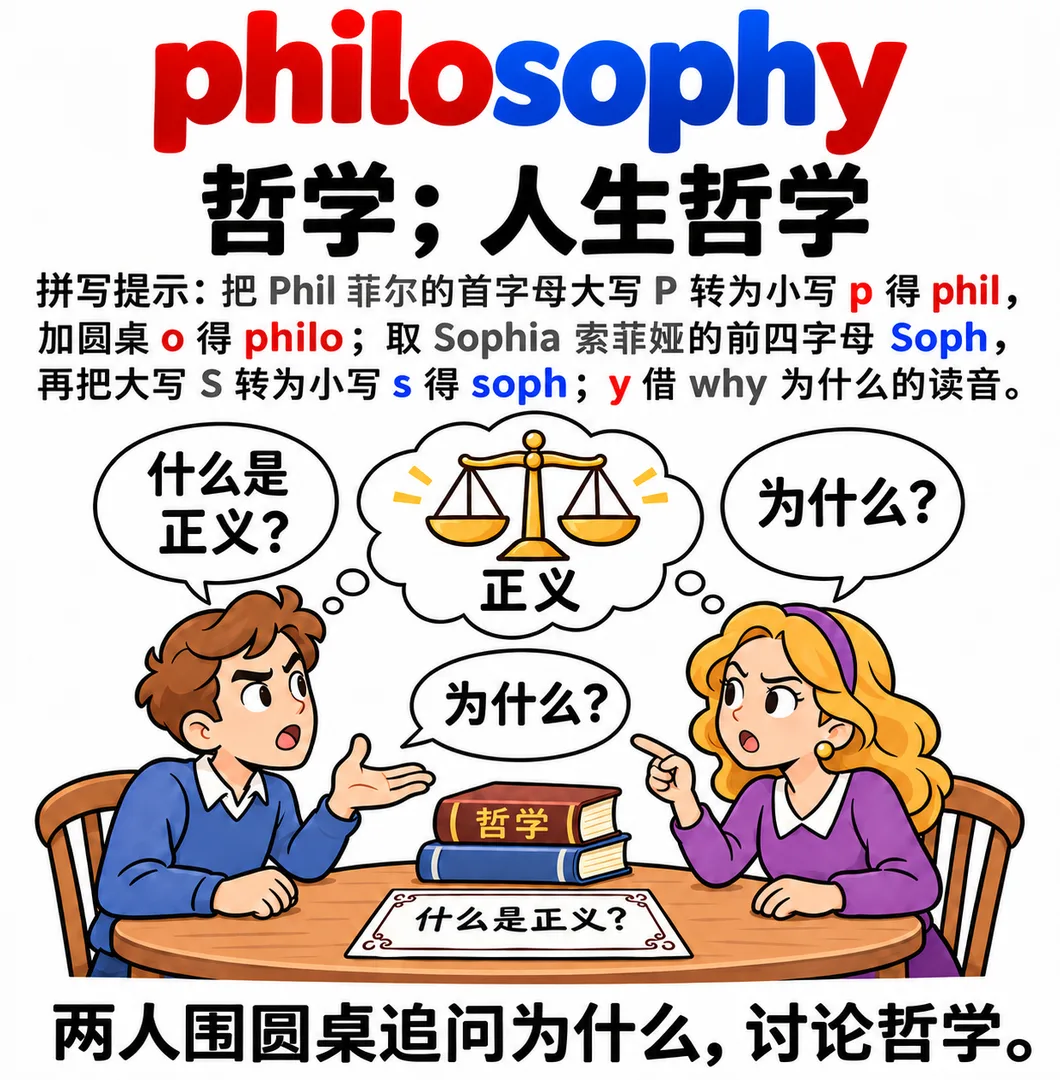 philosophy
哲学；人生哲学
拼写提示：把 Phil 菲尔的首字母大写 P 转为小写 p 得 phil，
加圆桌 o 得 philo；取 Sophia 索菲娅的前四字母 Soph，
再把大写 S 转为小写 s 得 soph；y 借 why 为什么的读音。
什么是
正义？
正义
为什么？
为什么？
哲学
什么是正义？
两人围圆桌追问为什么，讨论哲学。